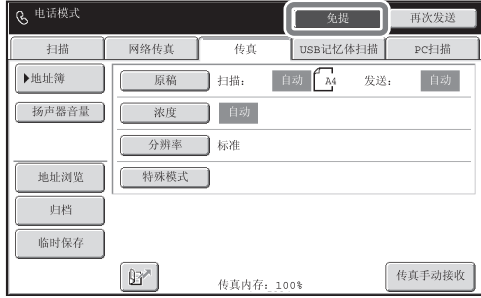 电话模式 免提 再次发送
扫描 网络传真 传真 USB记忆体扫描 PC扫描
▶地址簿 原稿 扫描: 自动 A4 发送: 自动
扬声器音量 浓度 自动
分辨率 标准
地址浏览 特殊模式
归档
临时保存
传真内存: 100% 传真手动接收